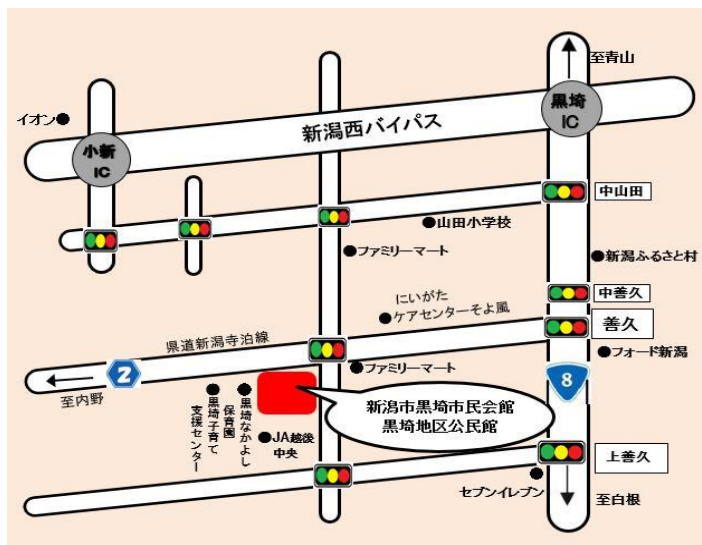 至青山
イオン
黒埼
IC
新潟西バイパス
小新
IC
中山田
山田小学校
ファミリーマート
新潟ふるさと村
にいがた
ケアセンターそよ風
中善久
善久
県道新潟寺泊線
フォード新潟
ファミリーマート
2
至内野
8
新潟市黒埼市民会館
黒埼地区公民館
黒埼なかよし
保育園
黒埼子育て
支援センター
JA越後
中央
上善久
セブンイレブン
至白根